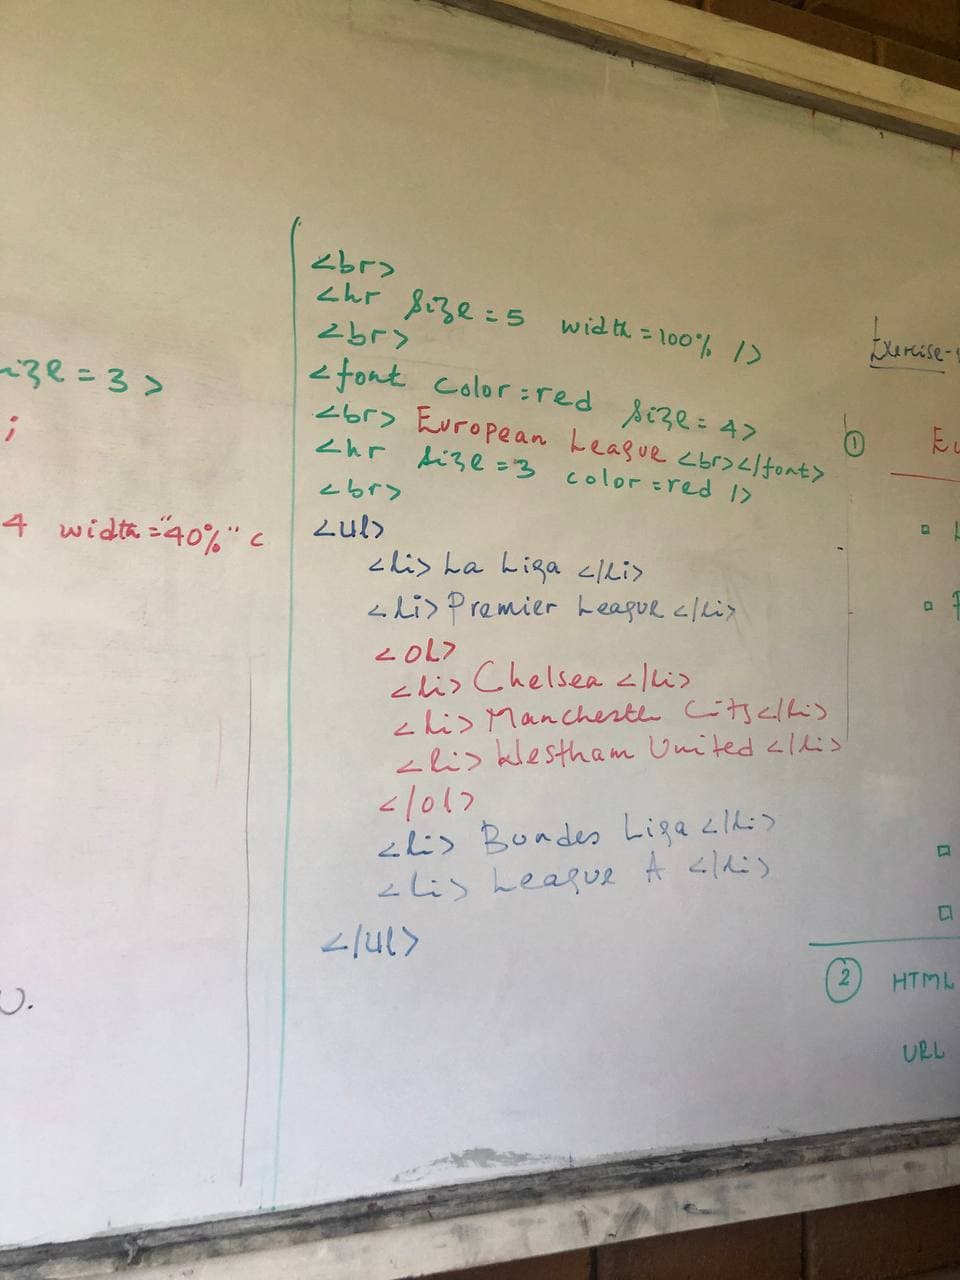 <br>
<hr size=5 width=100% />
<br>
<font color=red size=4>
<br> European League <br></font>
<hr size=3 color=red />
<br>
<ul>
<li> La Liga </li>
<li> Premier League </li>
<ol>
<li> Chelsea </li>
<li> Manchester City </li>
<li> Westham United </li>
</ol>
<li> Bundes Liga </li>
<li> League A </li>
</ul>
ize=3>
;
4 width="40%" c
U.
Exercise-
① Eu
② HTML
URL